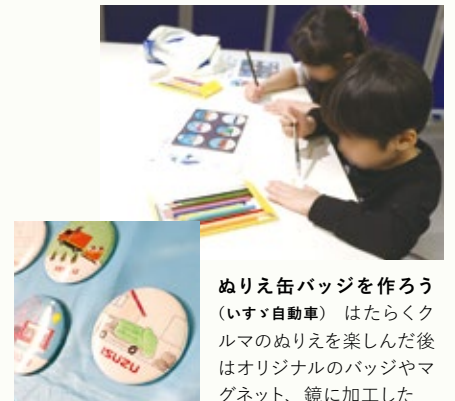 ぬりえ缶バッジを作ろう
(いすゞ自動車) はたらくク
ルマのぬりえを楽しんだ後
はオリジナルのバッジやマ
グネット、鏡に加工した
ISUZU